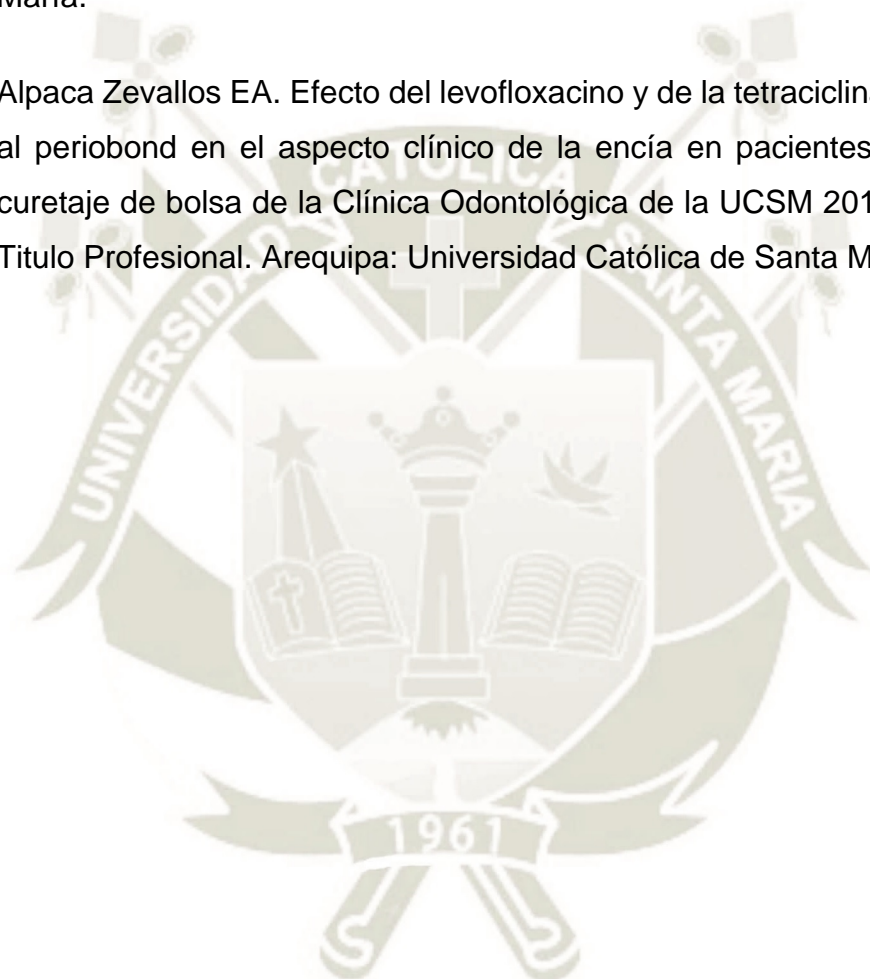 María.
Alpaca Zevallos EA. Efecto del levofloxacino y de la tetraciclina
al periobond en el aspecto clínico de la encía en pacientes
curetaje de bolsa de la Clínica Odontológica de la UCSM 201
Titulo Profesional. Arequipa: Universidad Católica de Santa M
UNIVERSIDAD CATOLICA SANTA MARIA
1961